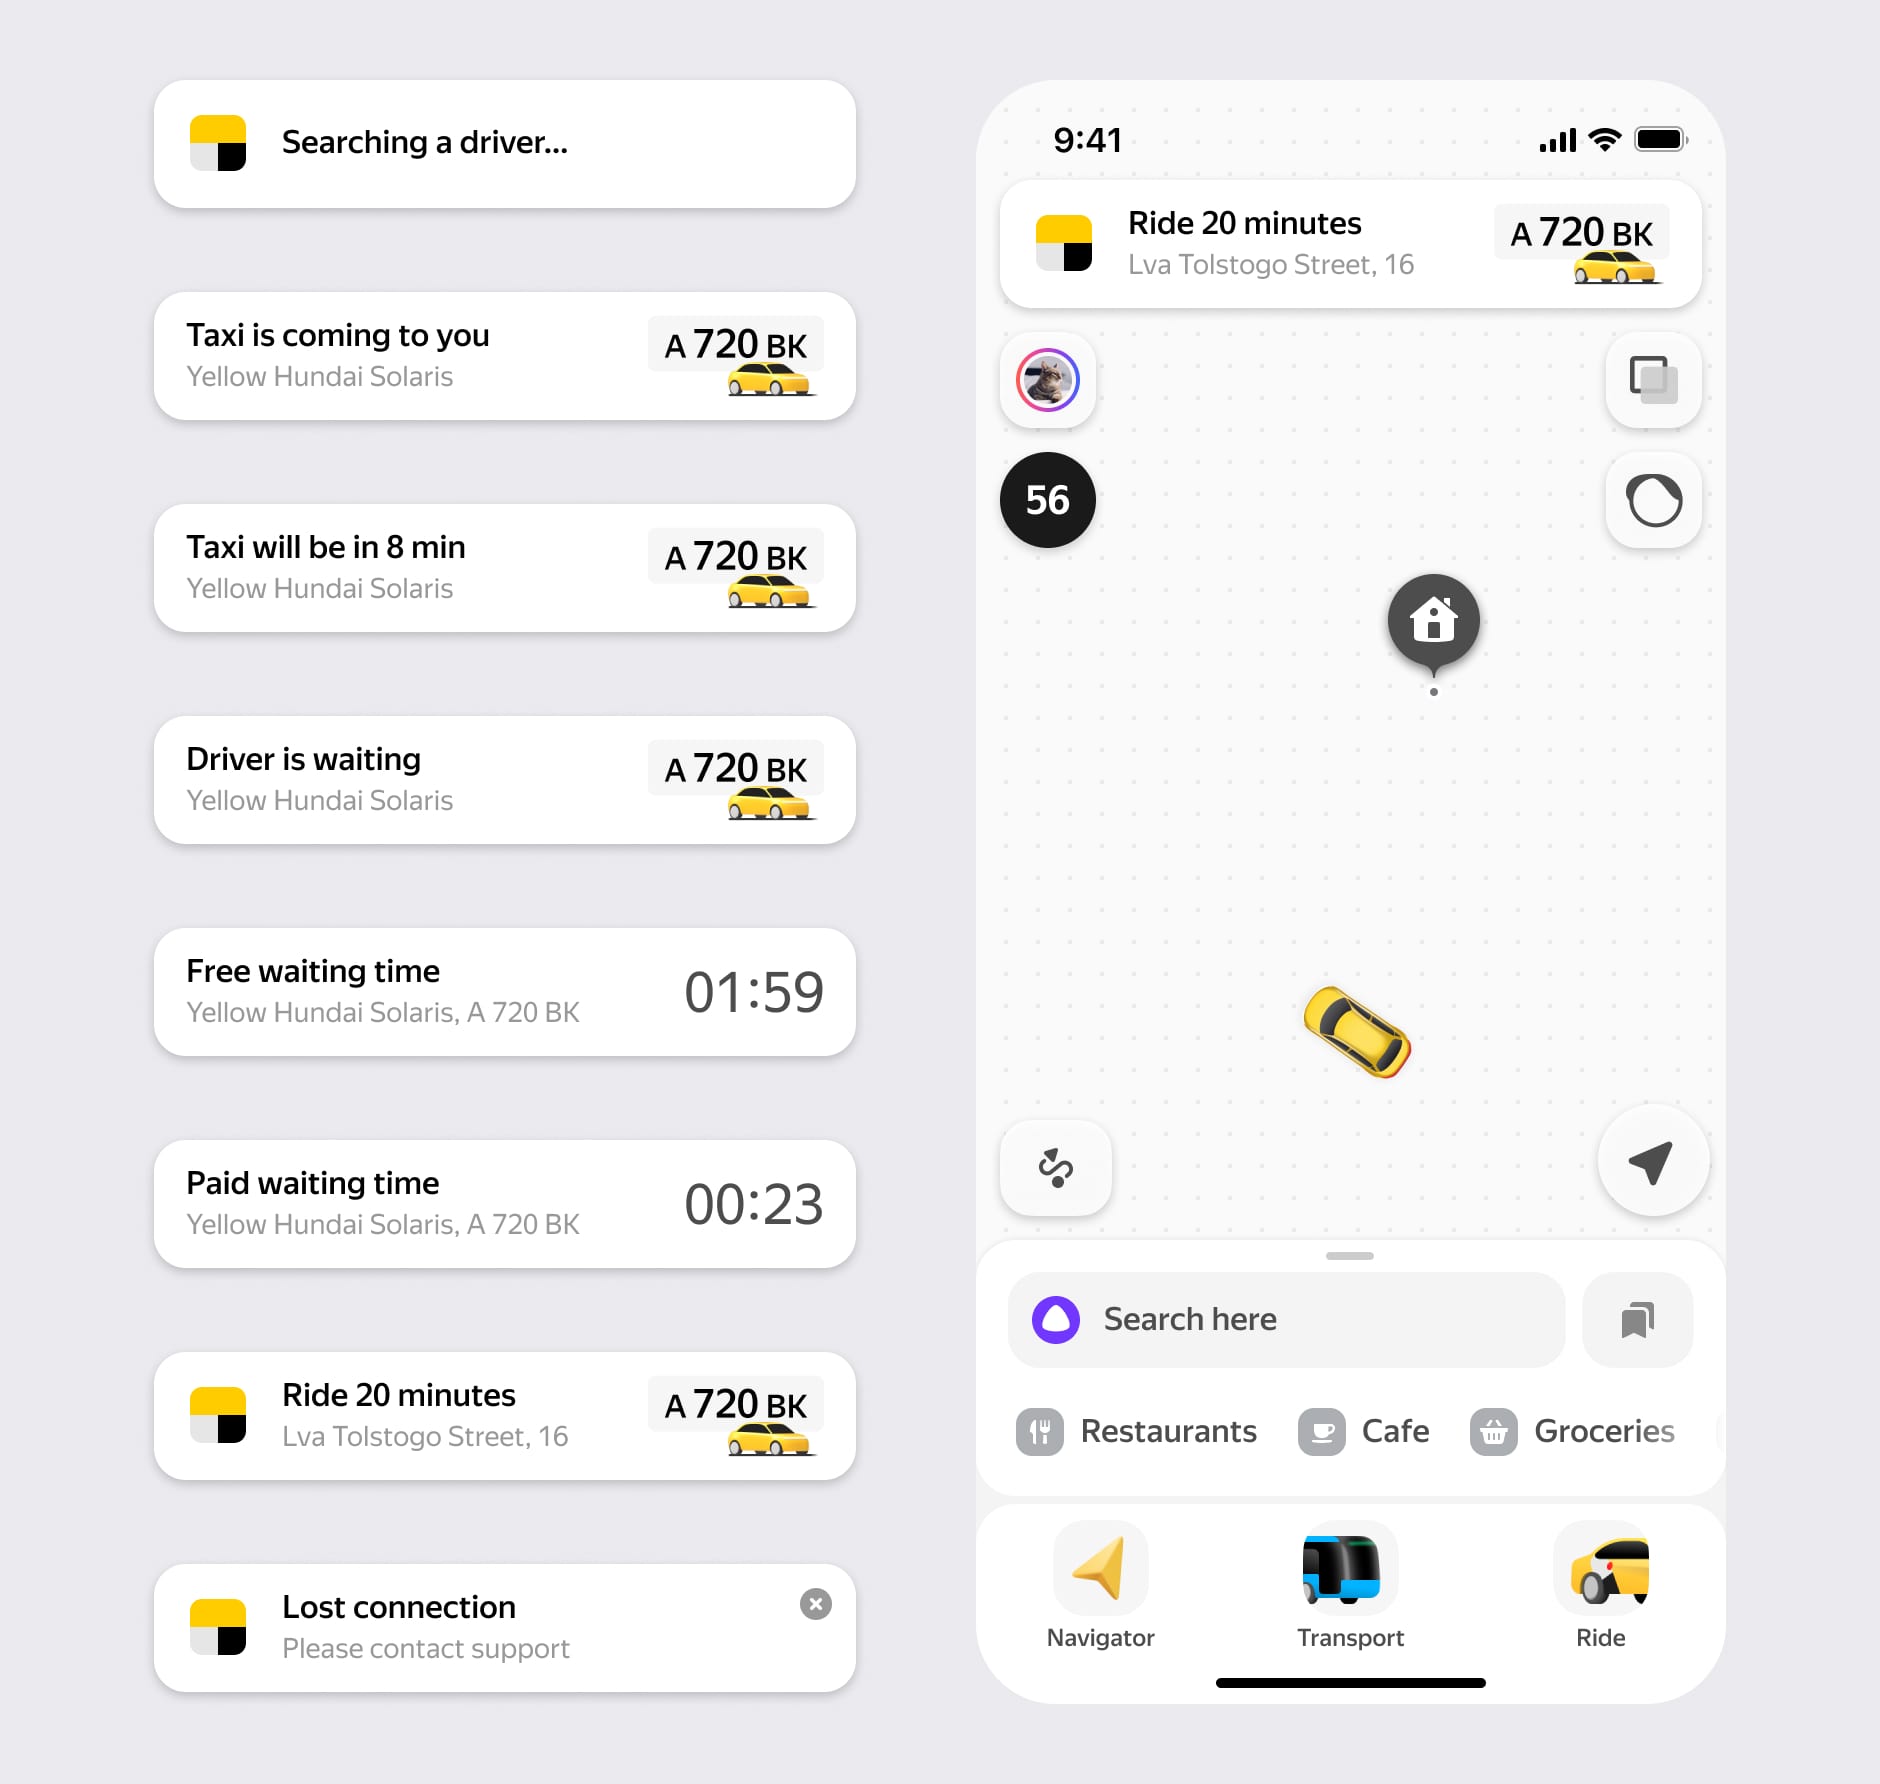 Searching a driver...
Taxi is coming to you
Yellow Hundai Solaris
A 720 BK
Taxi will be in 8 min
Yellow Hundai Solaris
A 720 BK
Driver is waiting
Yellow Hundai Solaris
A 720 BK
Free waiting time
Yellow Hundai Solaris, A 720 BK
01:59
Paid waiting time
Yellow Hundai Solaris, A 720 BK
00:23
Ride 20 minutes
Lva Tolstogo Street, 16
A 720 BK
Lost connection
Please contact support
9:41
Ride 20 minutes
Lva Tolstogo Street, 16
A 720 BK
56
Search here
Restaurants
Cafe
Groceries
Navigator
Transport
Ride